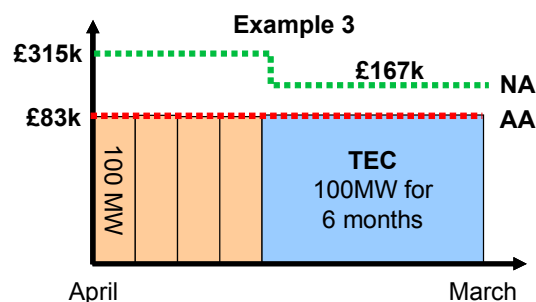 Example 3
£315k
£167k
NA
£83k
AA
100 MW
TEC
100MW for
6 months
April
March